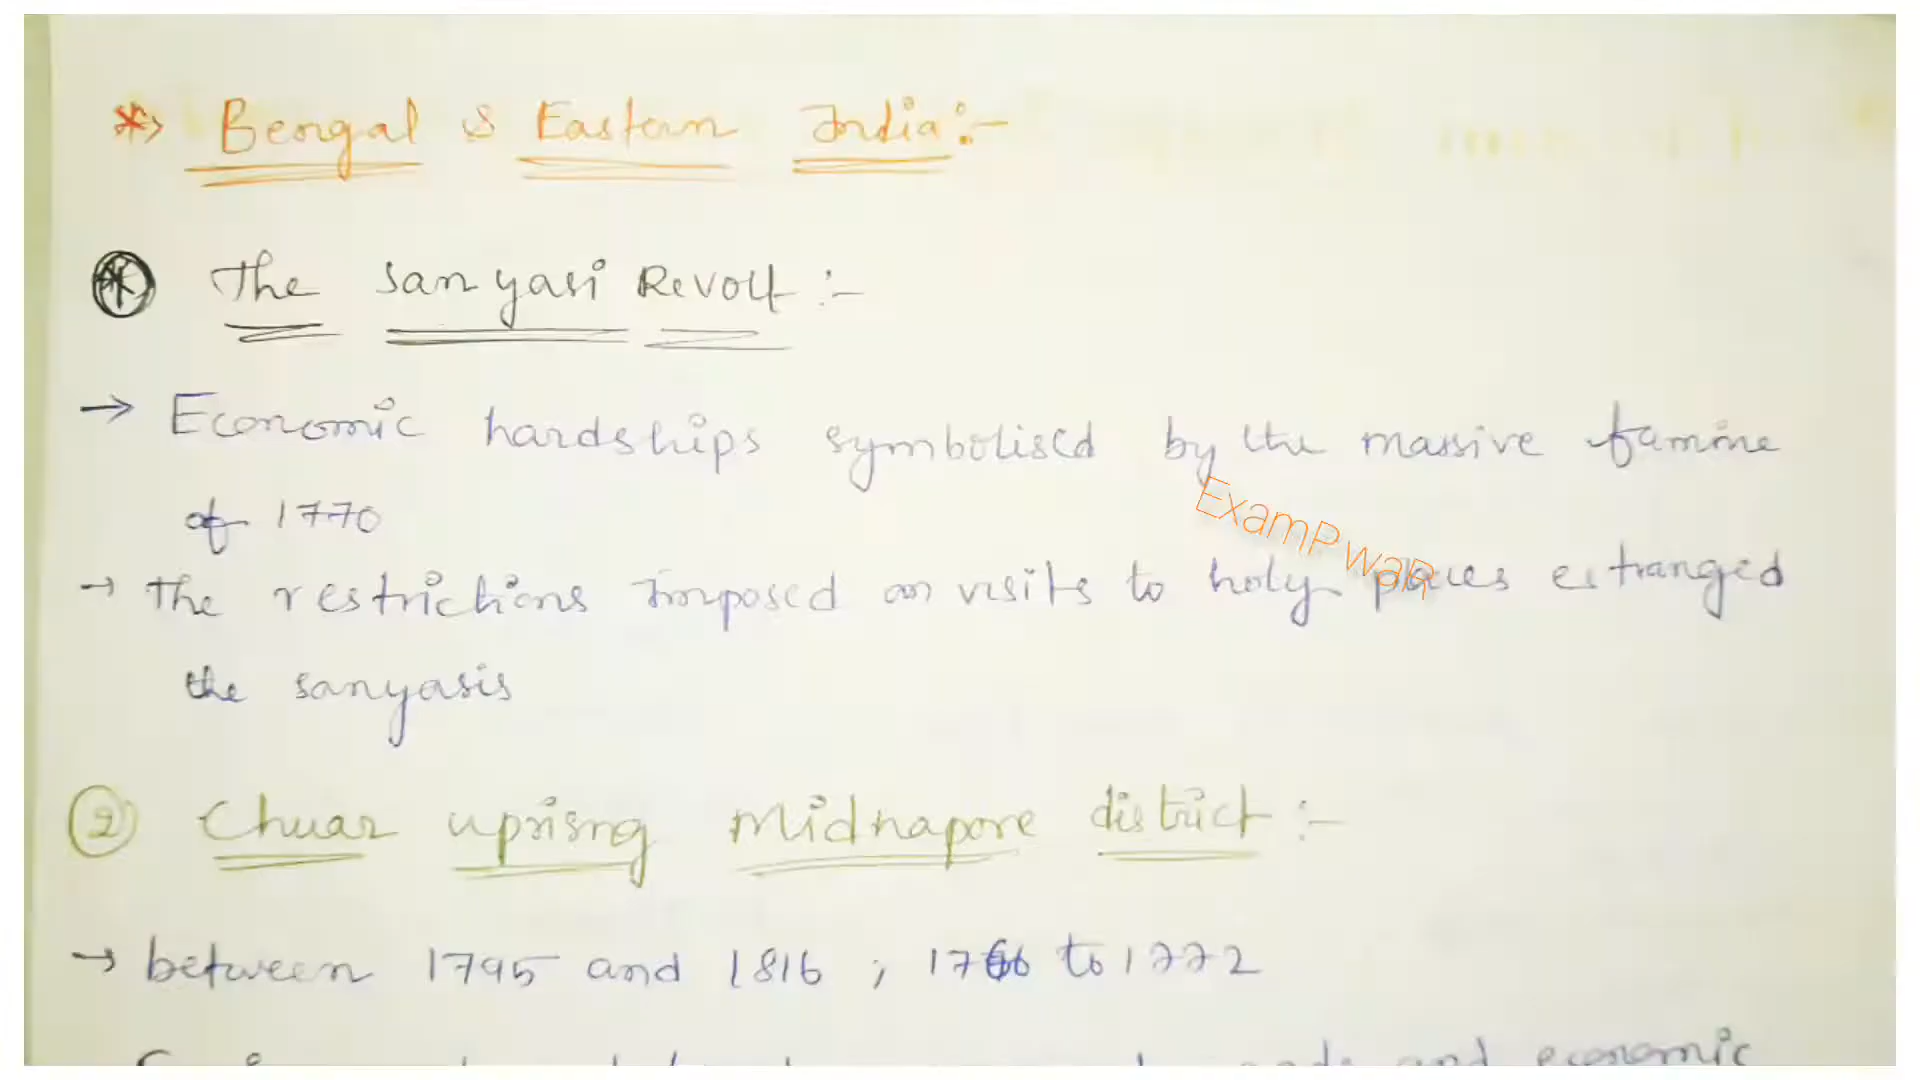 *> Bengal & Eastern India :-
* The Sanyasi Revolt :-
→ Economic hardships symbolised by the massive famine
of 1770
→ The restrictions imposed on visits to holy places estranged
the sanyasis
ExamPwaR
② Chuar uprising Midnapore district :-
→ between 1795 and 1816 ; 1766 to 1772
and economic